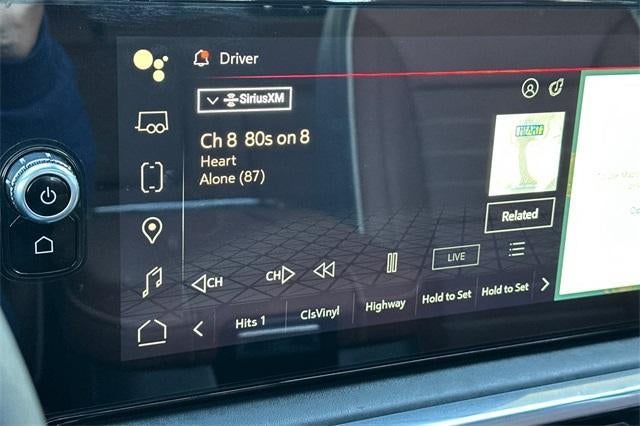 Driver
SiriusXM
Ch 8 80s on 8
Heart
Alone (87)
Related
LIVE
CH
CH
Hits 1
ClsVinyl
Highway
Hold to Set
Hold to Set